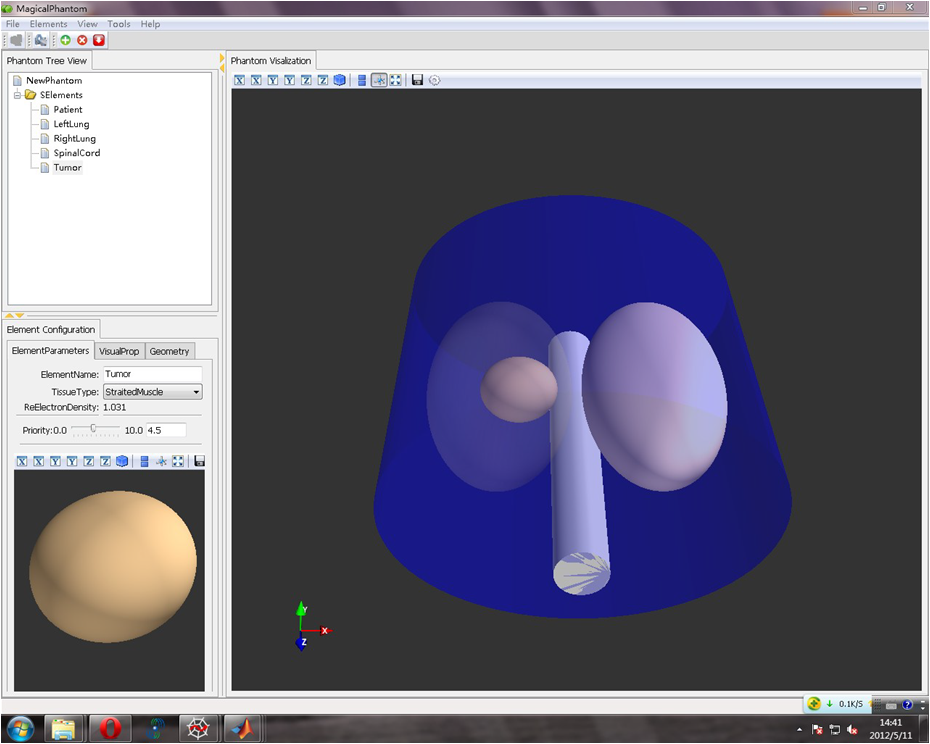 MagicalPhantom
File Elements View Tools Help
Phantom Tree View
NewPhantom
SElements
Patient
LeftLung
RightLung
SpinalCord
Tumor
Element Configuration
ElementParameters VisualProp Geometry
ElementName: Tumor
TissueType: StraitedMuscle
ReElectronDensity: 1.031
Priority:0.0 10.0 4.5
X X Y Y Z Z
Phantom Visalization
X X Y Y Z Z
Y
X
Z
0.1K/S
14:41
2012/5/11